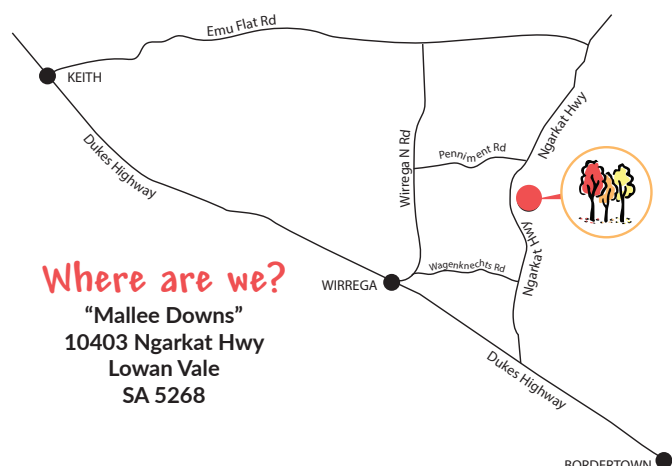 Emu Flat Rd
KEITH
Ngarkat Hwy
Dukes Highway
Wirrega N Rd
Penniment Rd
Ngarkat Hwy
Wagenknechts Rd
Where are we?
WIRREGA
"Mallee Downs"
10403 Ngarkat Hwy
Lowan Vale
SA 5268
Dukes Highway
BORDERTOWN